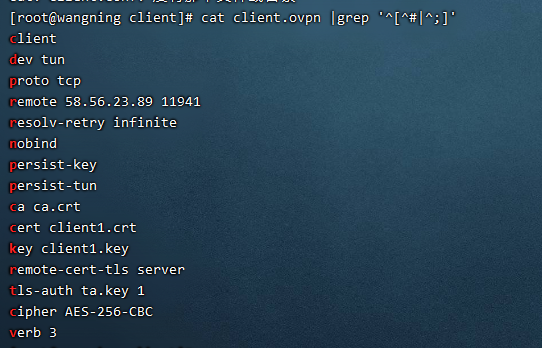 [root@wangning client]# cat client.ovpn |grep '^[^#|^;]'
client
dev tun
proto tcp
remote 58.56.23.89 11941
resolv-retry infinite
nobind
persist-key
persist-tun
ca ca.crt
cert client1.crt
key client1.key
remote-cert-tls server
tls-auth ta.key 1
cipher AES-256-CBC
verb 3